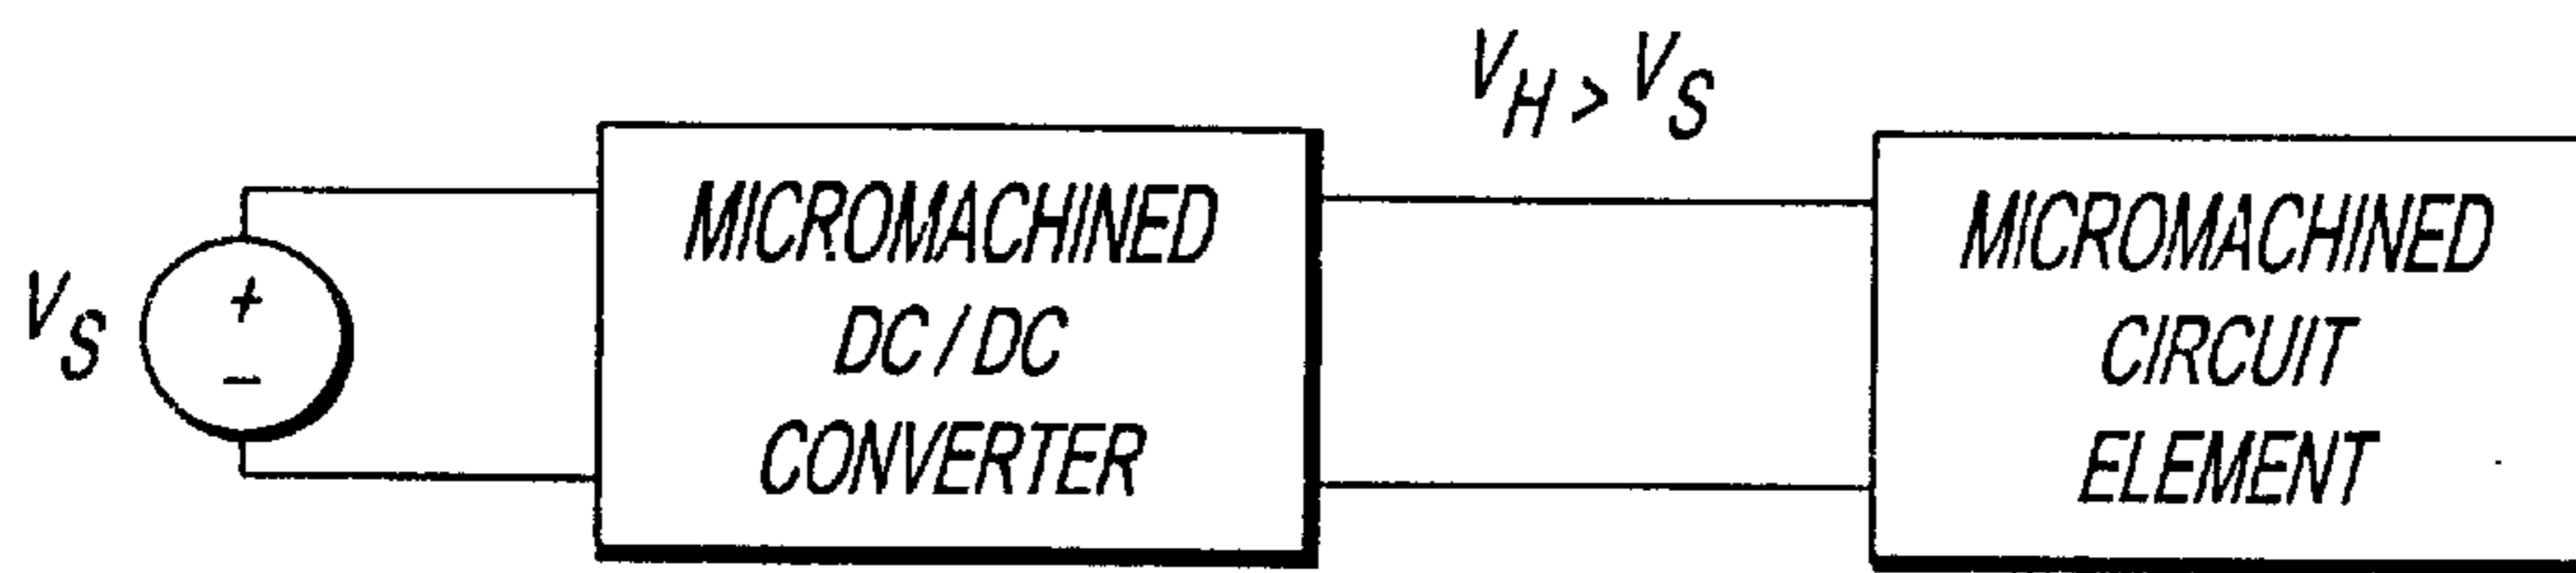 V_H > V_S
V_S
+
−
MICROMACHINED
DC / DC
CONVERTER
MICROMACHINED
CIRCUIT
ELEMENT